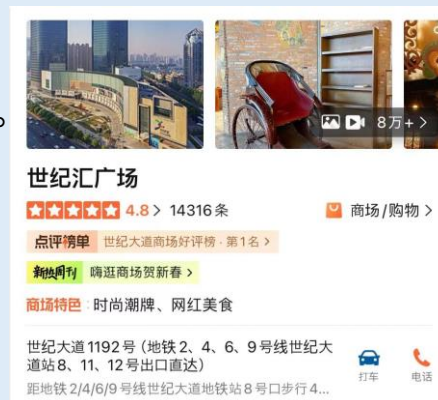 8万+ >
世纪汇广场
4.8 > 14316条 商场/购物 >
点评榜单 世纪大道商场好评榜·第1名 >
新热周刊 嗨逛商场贺新春 >
商场特色 时尚潮牌、网红美食
世纪大道1192号（地铁2、4、6、9号线世纪大
道站8、11、12号出口直达）
距地铁2/4/6/9号线世纪大道地铁站8号口步行4...
打车 电话